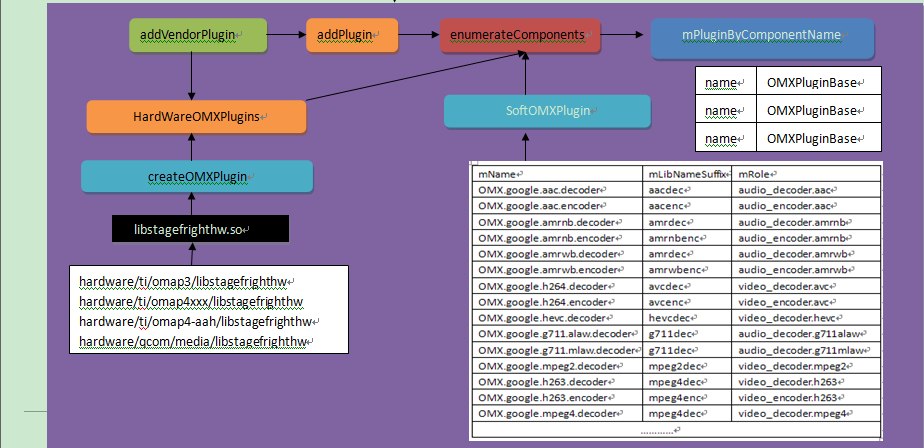 addVendorPlugin
addPlugin
enumerateComponents
mPluginByComponentName
name OMXPluginBase
name OMXPluginBase
name OMXPluginBase
HardWareOMXPlugins
SoftOMXPlugin
createOMXPlugin
libstagefrighthw.so
hardware/ti/omap3/libstagefrighthw
hardware/ti/omap4xxx/libstagefrighthw
hardware/ti/omap4-aah/libstagefrighthw
hardware/qcom/media/libstagefrighthw
mName mLibNameSuffix mRole
OMX.google.aac.decoder aacdec audio_decoder.aac
OMX.google.aac.encoder aacenc audio_encoder.aac
OMX.google.amrnb.decoder amrdec audio_decoder.amrnb
OMX.google.amrnb.encoder amrnbenc audio_encoder.amrnb
OMX.google.amrwb.decoder amrdec audio_decoder.amrwb
OMX.google.amrwb.encoder amrwbenc audio_encoder.amrwb
OMX.google.h264.decoder avcdec video_decoder.avc
OMX.google.h264.encoder avcenc video_encoder.avc
OMX.google.hevc.decoder hevcdec video_decoder.hevc
OMX.google.g711.alaw.decoder g711dec audio_decoder.g711alaw
OMX.google.g711.mlaw.decoder g711dec audio_decoder.g711mlaw
OMX.google.mpeg2.decoder mpeg2dec video_decoder.mpeg2
OMX.google.h263.decoder mpeg4dec video_decoder.h263
OMX.google.h263.encoder mpeg4enc video_encoder.h263
OMX.google.mpeg4.decoder mpeg4dec video_decoder.mpeg4
............